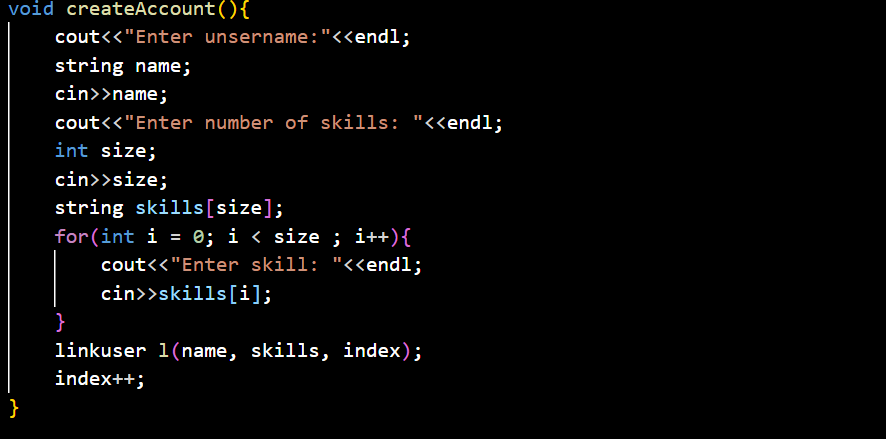 void createAccount(){
    cout<<"Enter unsername:"<<endl;
    string name;
    cin>>name;
    cout<<"Enter number of skills: "<<endl;
    int size;
    cin>>size;
    string skills[size];
    for(int i = 0; i < size ; i++){
        cout<<"Enter skill: "<<endl;
        cin>>skills[i];
    }
    linkuser l(name, skills, index);
    index++;
}